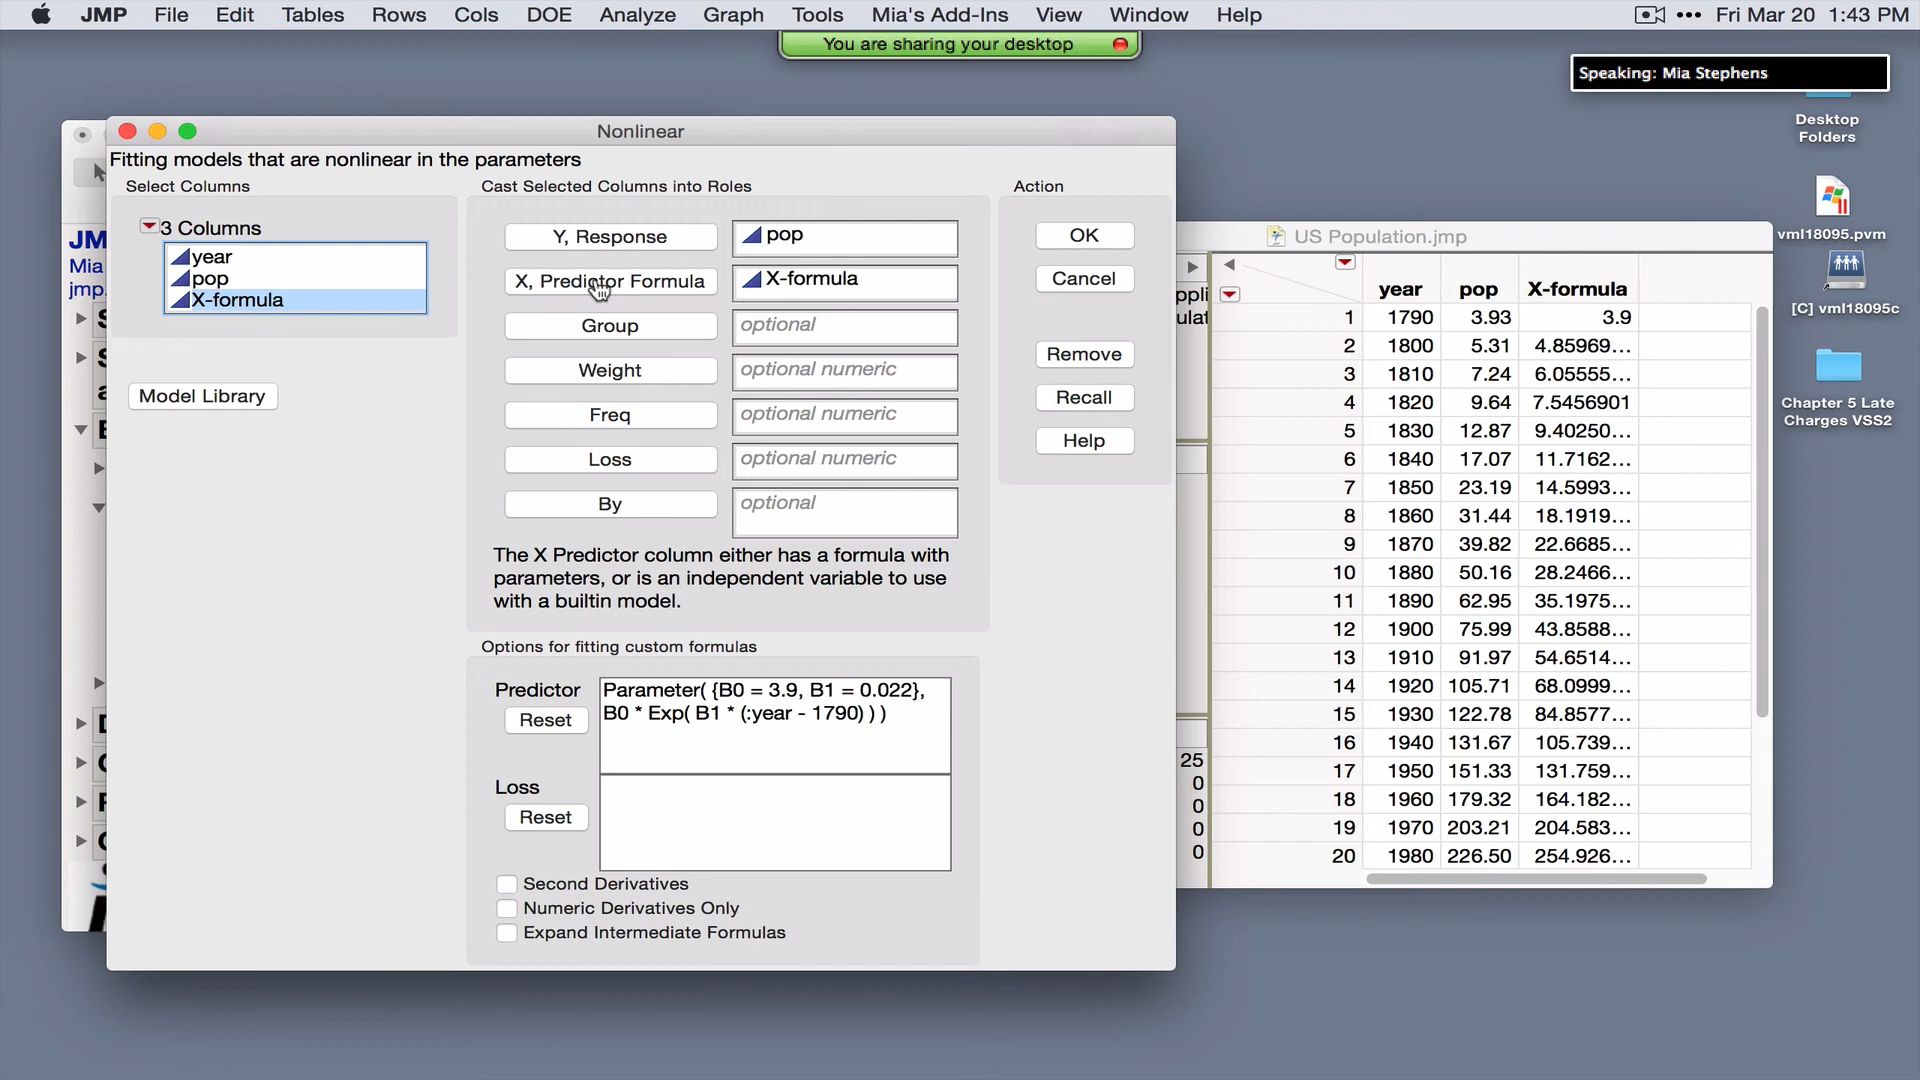 JMP File Edit Tables Rows Cols DOE Analyze Graph Tools Mia's Add-Ins View Window Help Fri Mar 20 1:43 PM
You are sharing your desktop
Speaking: Mia Stephens
Desktop
Folders
vml18095.pvm
[C] vml18095c
Chapter 5 Late
Charges VSS2
Nonlinear
Fitting models that are nonlinear in the parameters
Select Columns
3 Columns
year
pop
X-formula
Model Library
Cast Selected Columns into Roles
Y, Response pop
X, Predictor Formula X-formula
Group optional
Weight optional numeric
Freq optional numeric
Loss optional numeric
By optional
The X Predictor column either has a formula with
parameters, or is an independent variable to use
with a builtin model.
Action
OK
Cancel
Remove
Recall
Help
Options for fitting custom formulas
Predictor
Reset
Parameter( {B0 = 3.9, B1 = 0.022},
B0 * Exp( B1 * (:year - 1790) ) )
Loss
Reset
Second Derivatives
Numeric Derivatives Only
Expand Intermediate Formulas
JM
Mia
jmp.
25
0
0
0
0
US Population.jmp
year pop X-formula
1 1790 3.93 3.9
2 1800 5.31 4.85969...
3 1810 7.24 6.05555...
4 1820 9.64 7.5456901
5 1830 12.87 9.40250...
6 1840 17.07 11.7162...
7 1850 23.19 14.5993...
8 1860 31.44 18.1919...
9 1870 39.82 22.6685...
10 1880 50.16 28.2466...
11 1890 62.95 35.1975...
12 1900 75.99 43.8588...
13 1910 91.97 54.6514...
14 1920 105.71 68.0999...
15 1930 122.78 84.8577...
16 1940 131.67 105.739...
17 1950 151.33 131.759...
18 1960 179.32 164.182...
19 1970 203.21 204.583...
20 1980 226.50 254.926...